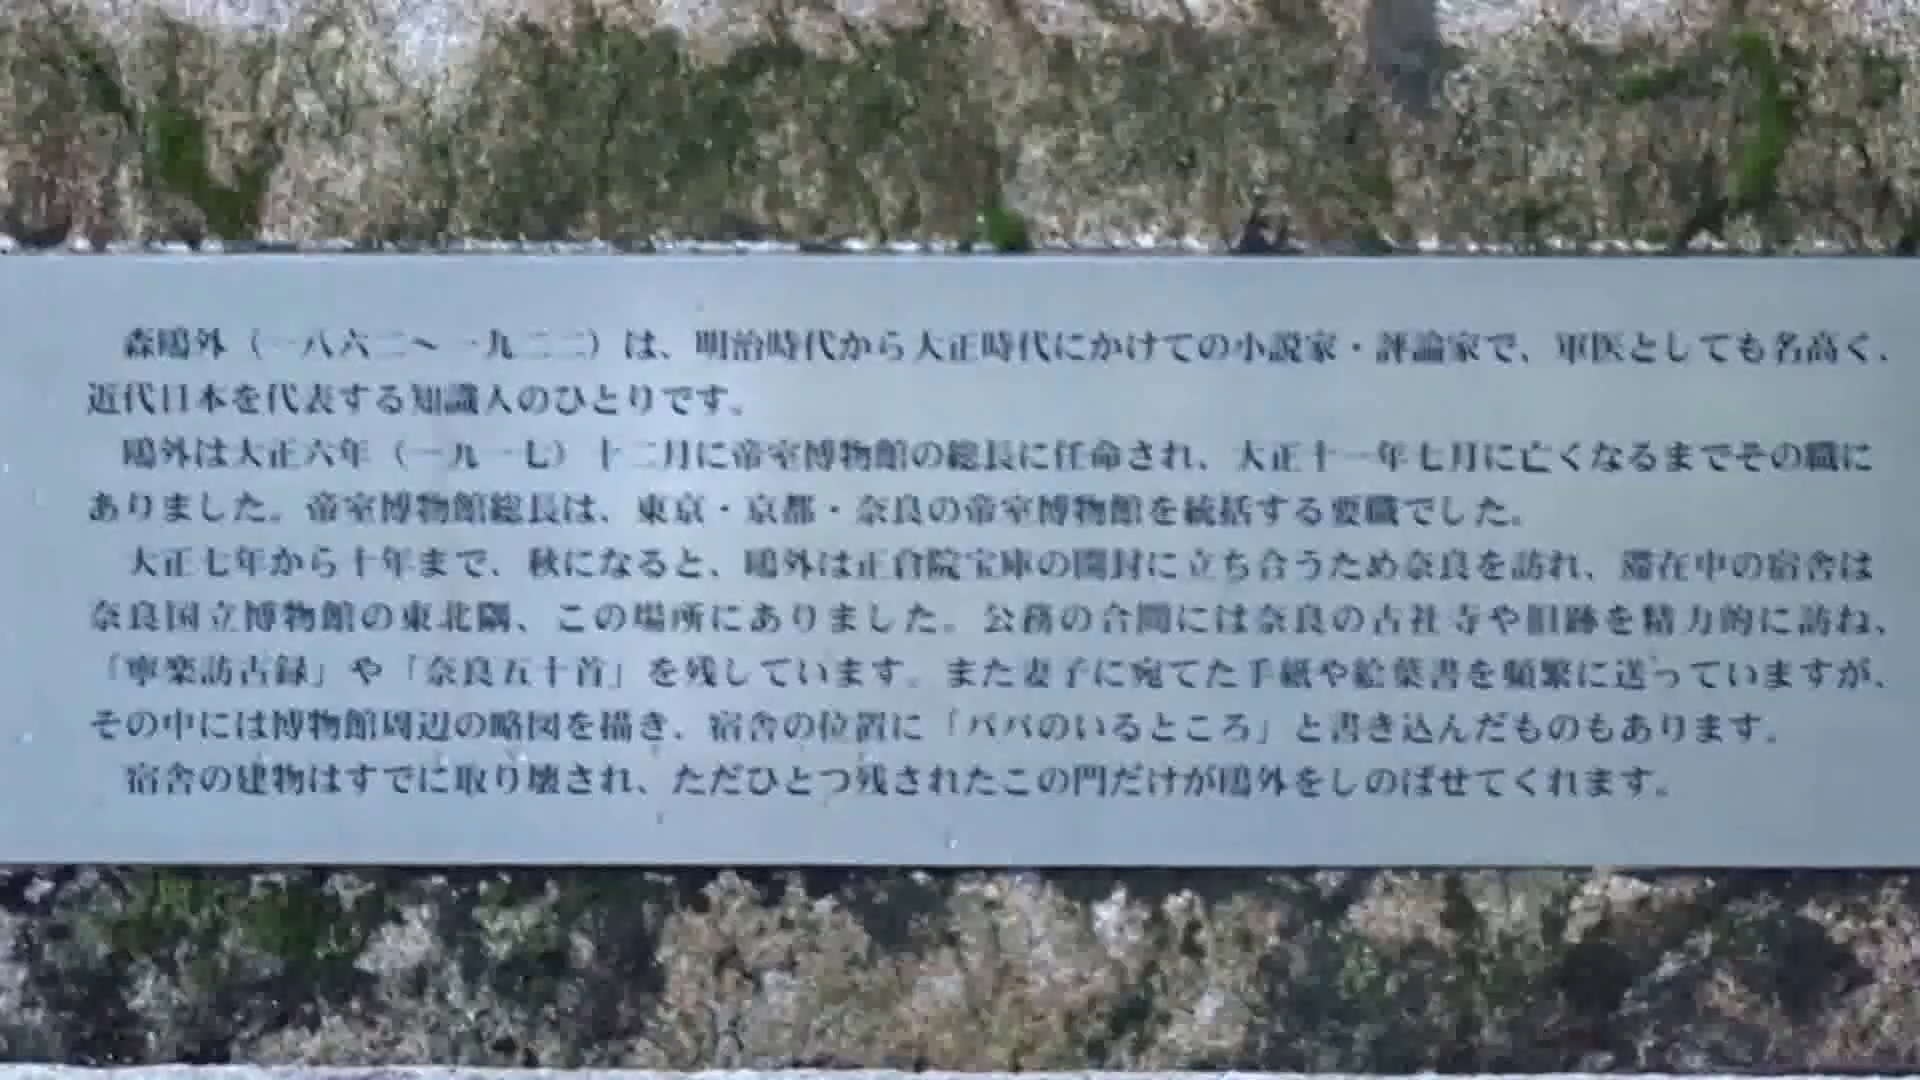 森鷗外（一八六二〜一九二二）は、明治時代から大正時代にかけての小説家・評論家で、軍医としても名高く、
近代日本を代表する知識人のひとりです。
鷗外は大正六年（一九一七）十二月に帝室博物館の総長に任命され、大正十一年七月に亡くなるまでその職に
ありました。帝室博物館総長は、東京・京都・奈良の帝室博物館を統括する要職でした。
大正七年から十年まで、秋になると、鷗外は正倉院宝庫の開封に立ち合うため奈良を訪れ、滞在中の宿舎は
奈良国立博物館の東北隅、この場所にありました。公務の合間には奈良の古社寺や旧跡を精力的に訪ね、
「寧楽訪古録」や「奈良五十首」を残しています。また妻子に宛てた手紙や絵葉書を頻繁に送っていますが、
その中には博物館周辺の略図を描き、宿舎の位置に「パパのいるところ」と書き込んだものもあります。
宿舎の建物はすでに取り壊され、ただひとつ残されたこの門だけが鷗外をしのばせてくれます。